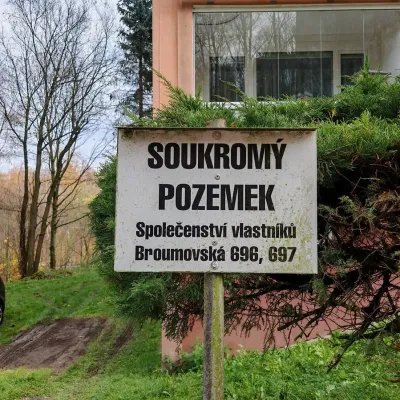 SOUKROMÝ
POZEMEK
Společenství vlastníků
Broumovská 696, 697